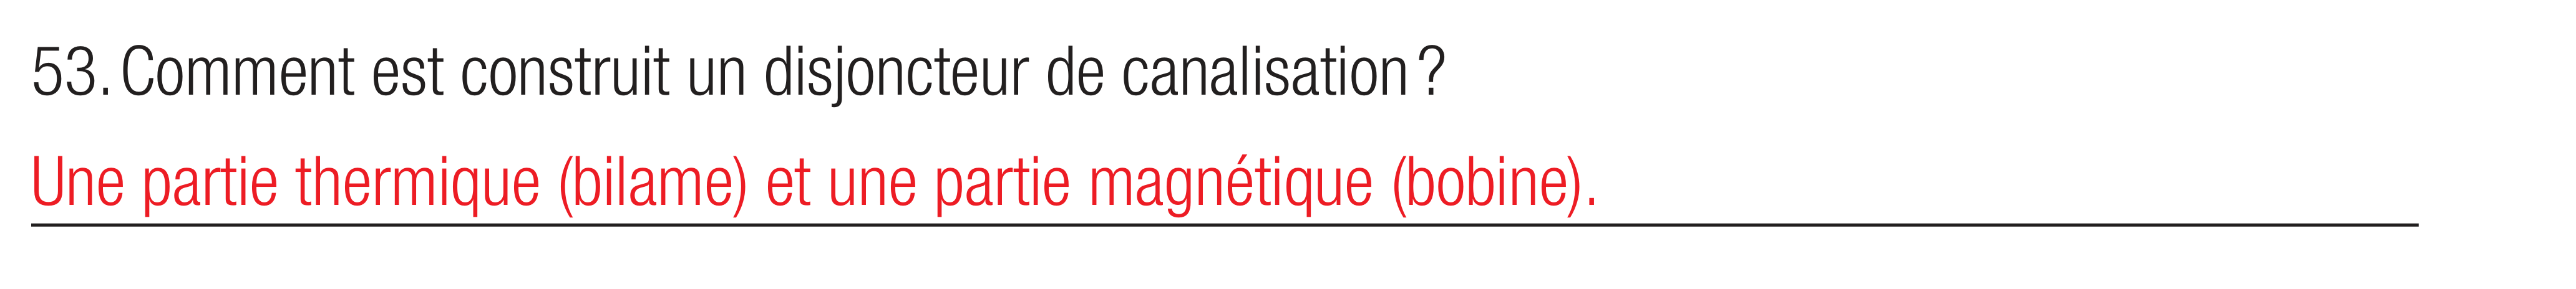 53. Comment est construit un disjoncteur de canalisation ?
Une partie thermique (bilame) et une partie magnétique (bobine).